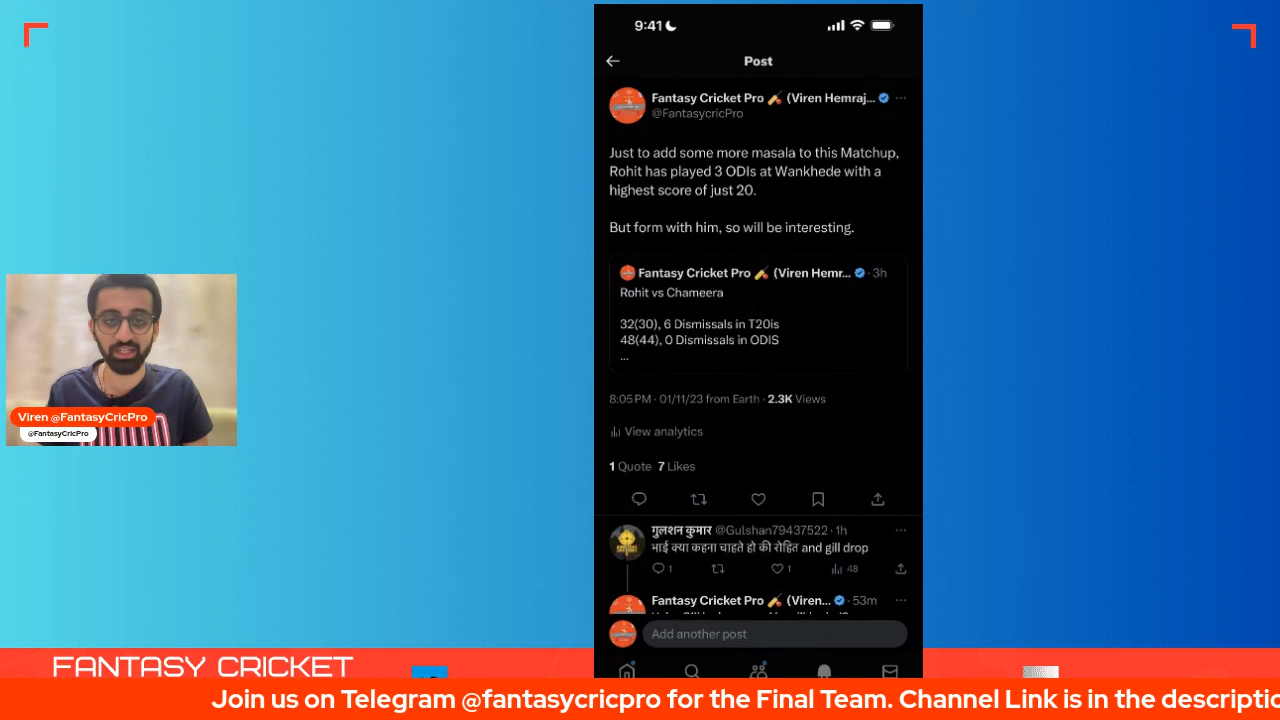 9:41
Post
Fantasy Cricket Pro 🏏 (Viren Hemraj...
@FantasycricPro
Just to add some more masala to this Matchup,
Rohit has played 3 ODIs at Wankhede with a
highest score of just 20.
But form with him, so will be interesting.
Fantasy Cricket Pro 🏏 (Viren Hemr... · 3h
Rohit vs Chameera
32(30), 6 Dismissals in T20is
48(44), 0 Dismissals in ODIS
...
8:05 PM · 01/11/23 from Earth · 2.3K Views
View analytics
1 Quote 7 Likes
गुलशन कुमार @Gulshan79437522 · 1h
भाई क्या कहना चाहते हो की रोहित and gill drop
1 1 48
Fantasy Cricket Pro 🏏 (Viren... · 53m
Add another post
Viren @FantasyCricPro
@FantasyCricPro
FANTASY CRICKET
Join us on Telegram @fantasycricpro for the Final Team. Channel Link is in the descriptio